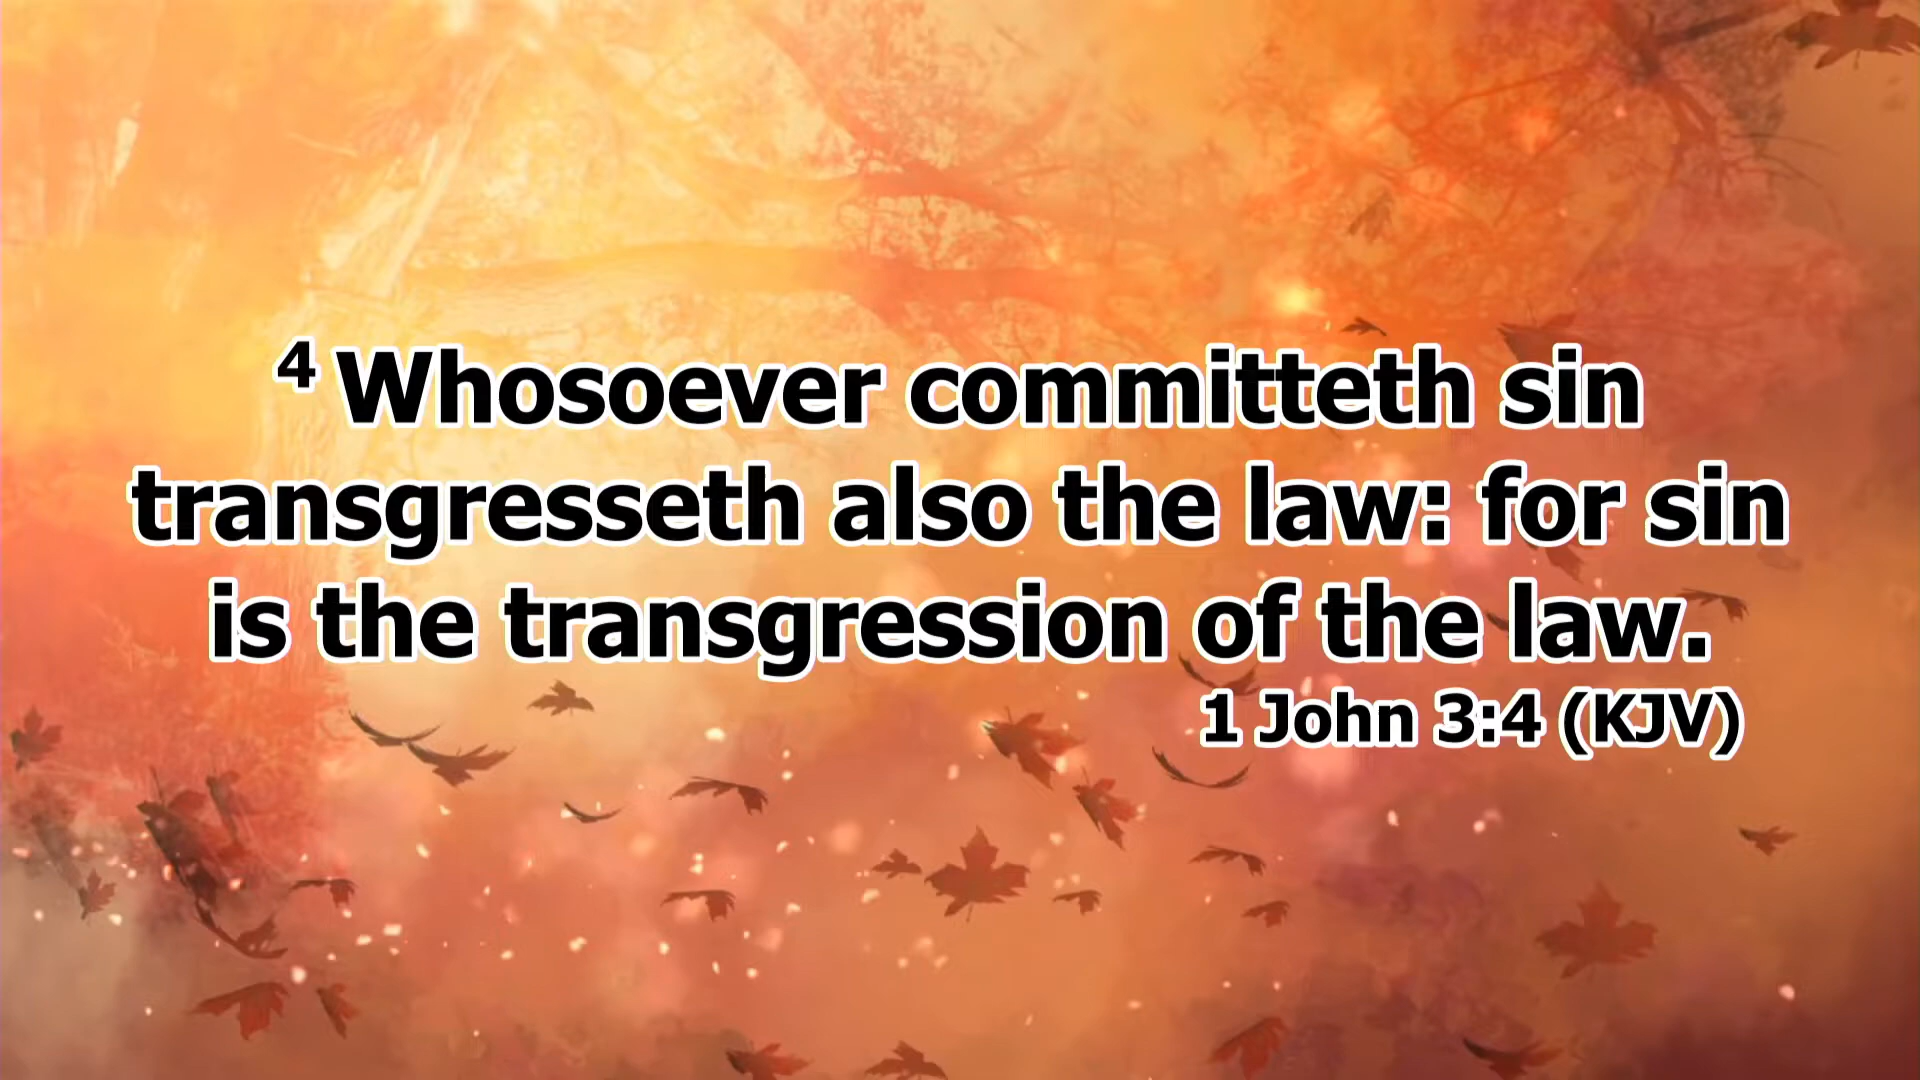 4 Whosoever committeth sin
transgresseth also the law: for sin
is the transgression of the law.
1 John 3:4 (KJV)